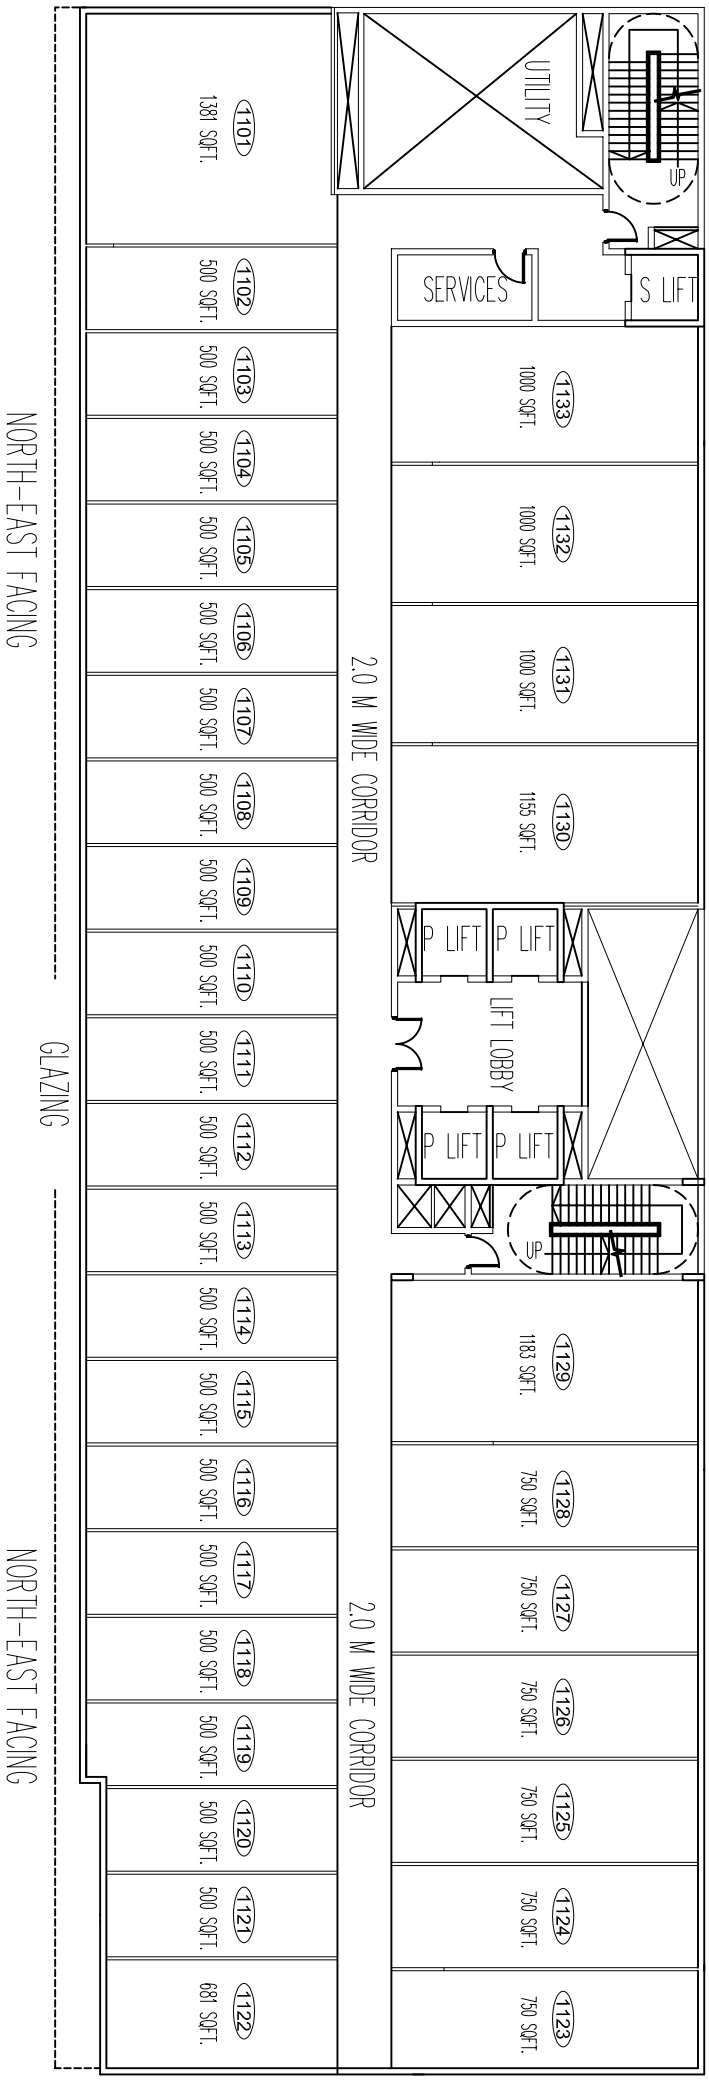 UTILITY
UP
SERVICES
S LIFT
1133
1000 SQFT.
1132
1000 SQFT.
1131
1000 SQFT.
1130
1155 SQFT.
P LIFT
P LIFT
LIFT LOBBY
P LIFT
P LIFT
UP
1129
1183 SQFT.
1128
750 SQFT.
1127
750 SQFT.
1126
750 SQFT.
1125
750 SQFT.
1124
750 SQFT.
1123
750 SQFT.
2.0 M WIDE CORRIDOR
2.0 M WIDE CORRIDOR
1101
1381 SQFT.
1102
500 SQFT.
1103
500 SQFT.
1104
500 SQFT.
1105
500 SQFT.
1106
500 SQFT.
1107
500 SQFT.
1108
500 SQFT.
1109
500 SQFT.
1110
500 SQFT.
1111
500 SQFT.
1112
500 SQFT.
1113
500 SQFT.
1114
500 SQFT.
1115
500 SQFT.
1116
500 SQFT.
1117
500 SQFT.
1118
500 SQFT.
1119
500 SQFT.
1120
500 SQFT.
1121
500 SQFT.
1122
681 SQFT.
GLAZING
NORTH-EAST FACING
NORTH-EAST FACING